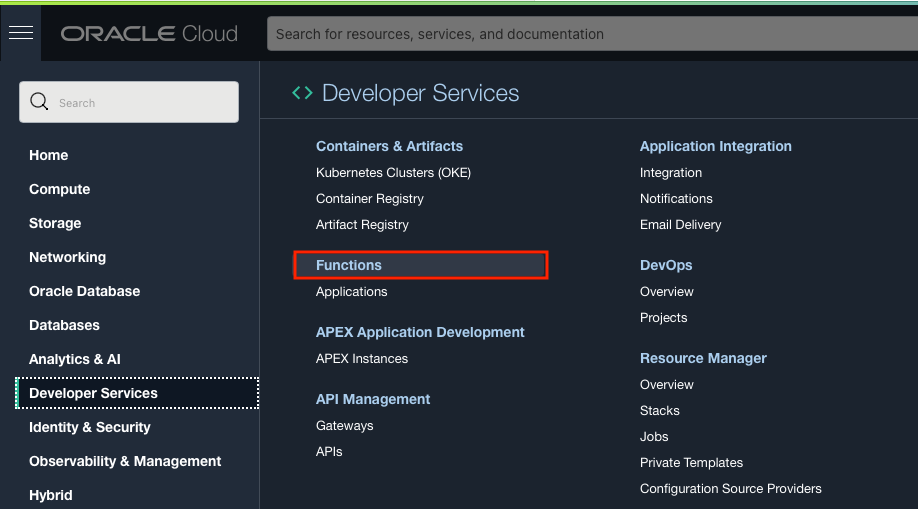 ORACLE Cloud
Search for resources, services, and documentation
Search
Home
Compute
Storage
Networking
Oracle Database
Databases
Analytics & AI
Developer Services
Identity & Security
Observability & Management
Hybrid
Developer Services
Containers & Artifacts
Kubernetes Clusters (OKE)
Container Registry
Artifact Registry
Functions
Applications
APEX Application Development
APEX Instances
API Management
Gateways
APIs
Application Integration
Integration
Notifications
Email Delivery
DevOps
Overview
Projects
Resource Manager
Overview
Stacks
Jobs
Private Templates
Configuration Source Providers